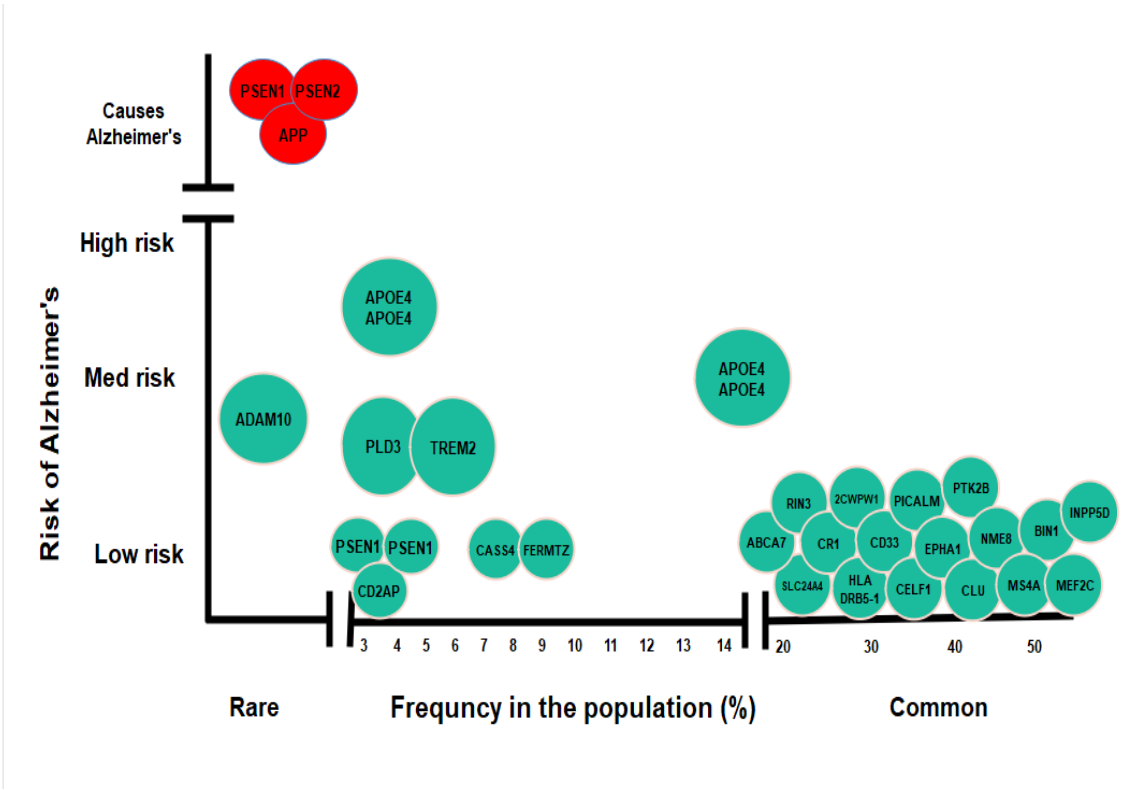 Causes
Alzheimer's
High risk
Med risk
Low risk
Risk of Alzheimer's
PSEN1
PSEN2
APP
APOE4
APOE4
APOE4
APOE4
ADAM10
PLD3
TREM2
PSEN1
PSEN1
CD2AP
CASS4
FERMTZ
RIN3
2CWPW1
PICALM
PTK2B
INPP5D
ABCA7
CR1
CD33
EPHA1
NME8
BIN1
SLC24A4
HLA
DRB5-1
CELF1
CLU
MS4A
MEF2C
3 4 5 6 7 8 9 10 11 12 13 14 20 30 40 50
Rare
Frequncy in the population (%)
Common